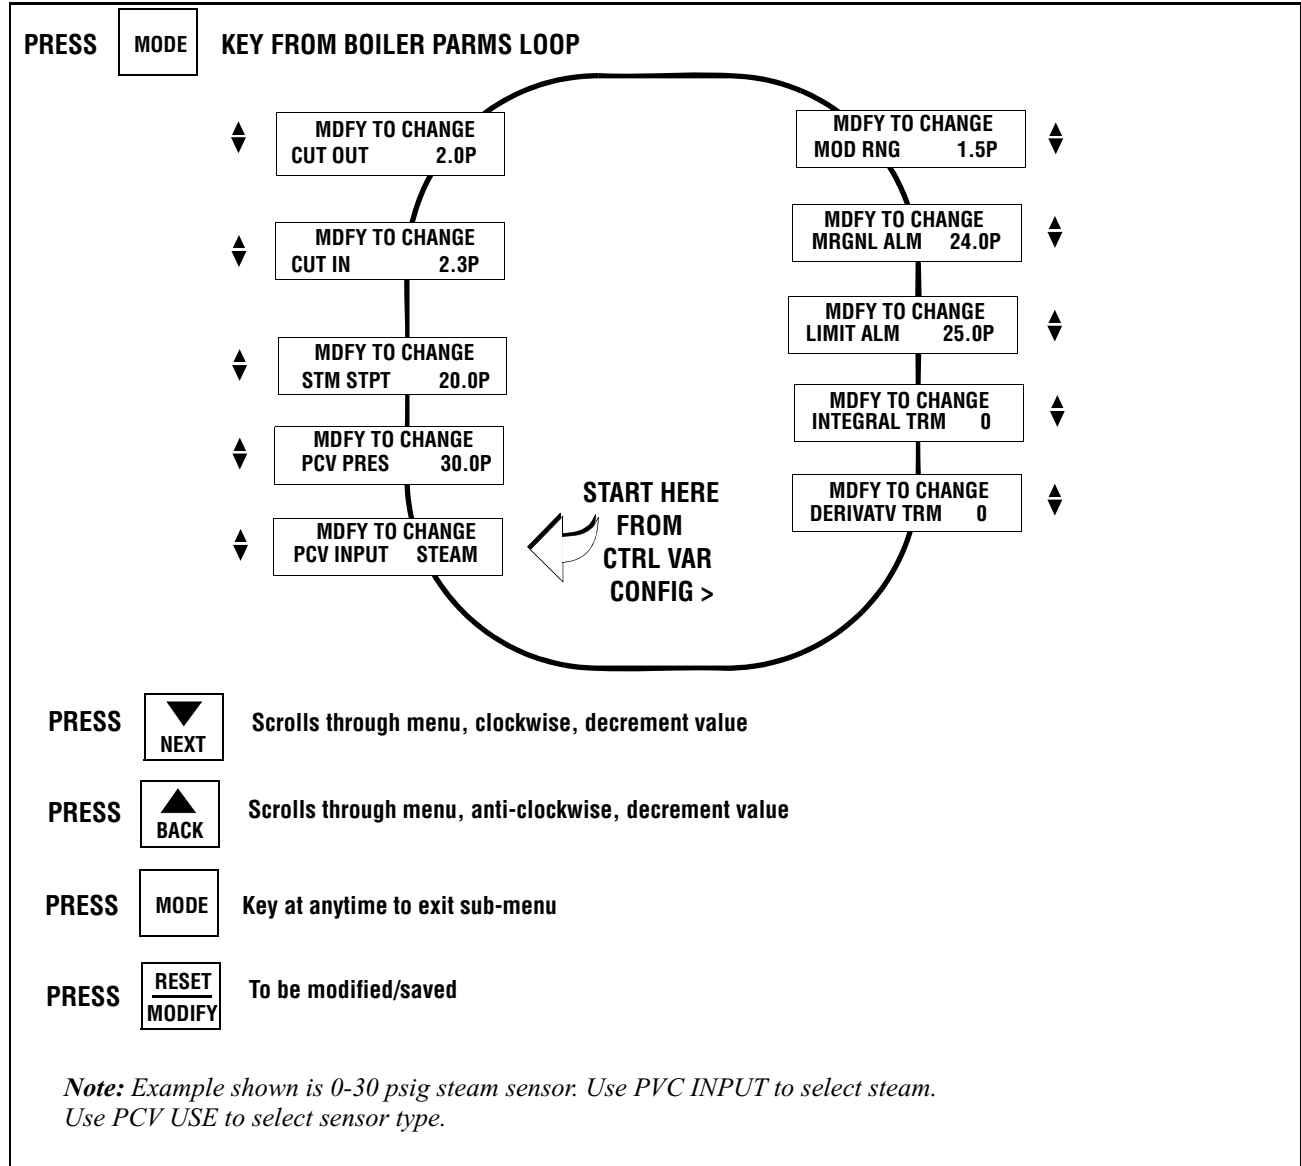 PRESS MODE KEY FROM BOILER PARMS LOOP
MDFY TO CHANGE
CUT OUT 2.0P
MDFY TO CHANGE
CUT IN 2.3P
MDFY TO CHANGE
STM STPT 20.0P
MDFY TO CHANGE
PCV PRES 30.0P
MDFY TO CHANGE
PCV INPUT STEAM
MDFY TO CHANGE
MOD RNG 1.5P
MDFY TO CHANGE
MRGNL ALM 24.0P
MDFY TO CHANGE
LIMIT ALM 25.0P
MDFY TO CHANGE
INTEGRAL TRM 0
MDFY TO CHANGE
DERIVATV TRM 0
START HERE
FROM
CTRL VAR
CONFIG >
PRESS NEXT Scrolls through menu, clockwise, decrement value
PRESS BACK Scrolls through menu, anti-clockwise, decrement value
PRESS MODE Key at anytime to exit sub-menu
PRESS RESET MODIFY To be modified/saved
Note: Example shown is 0-30 psig steam sensor. Use PVC INPUT to select steam.
Use PCV USE to select sensor type.